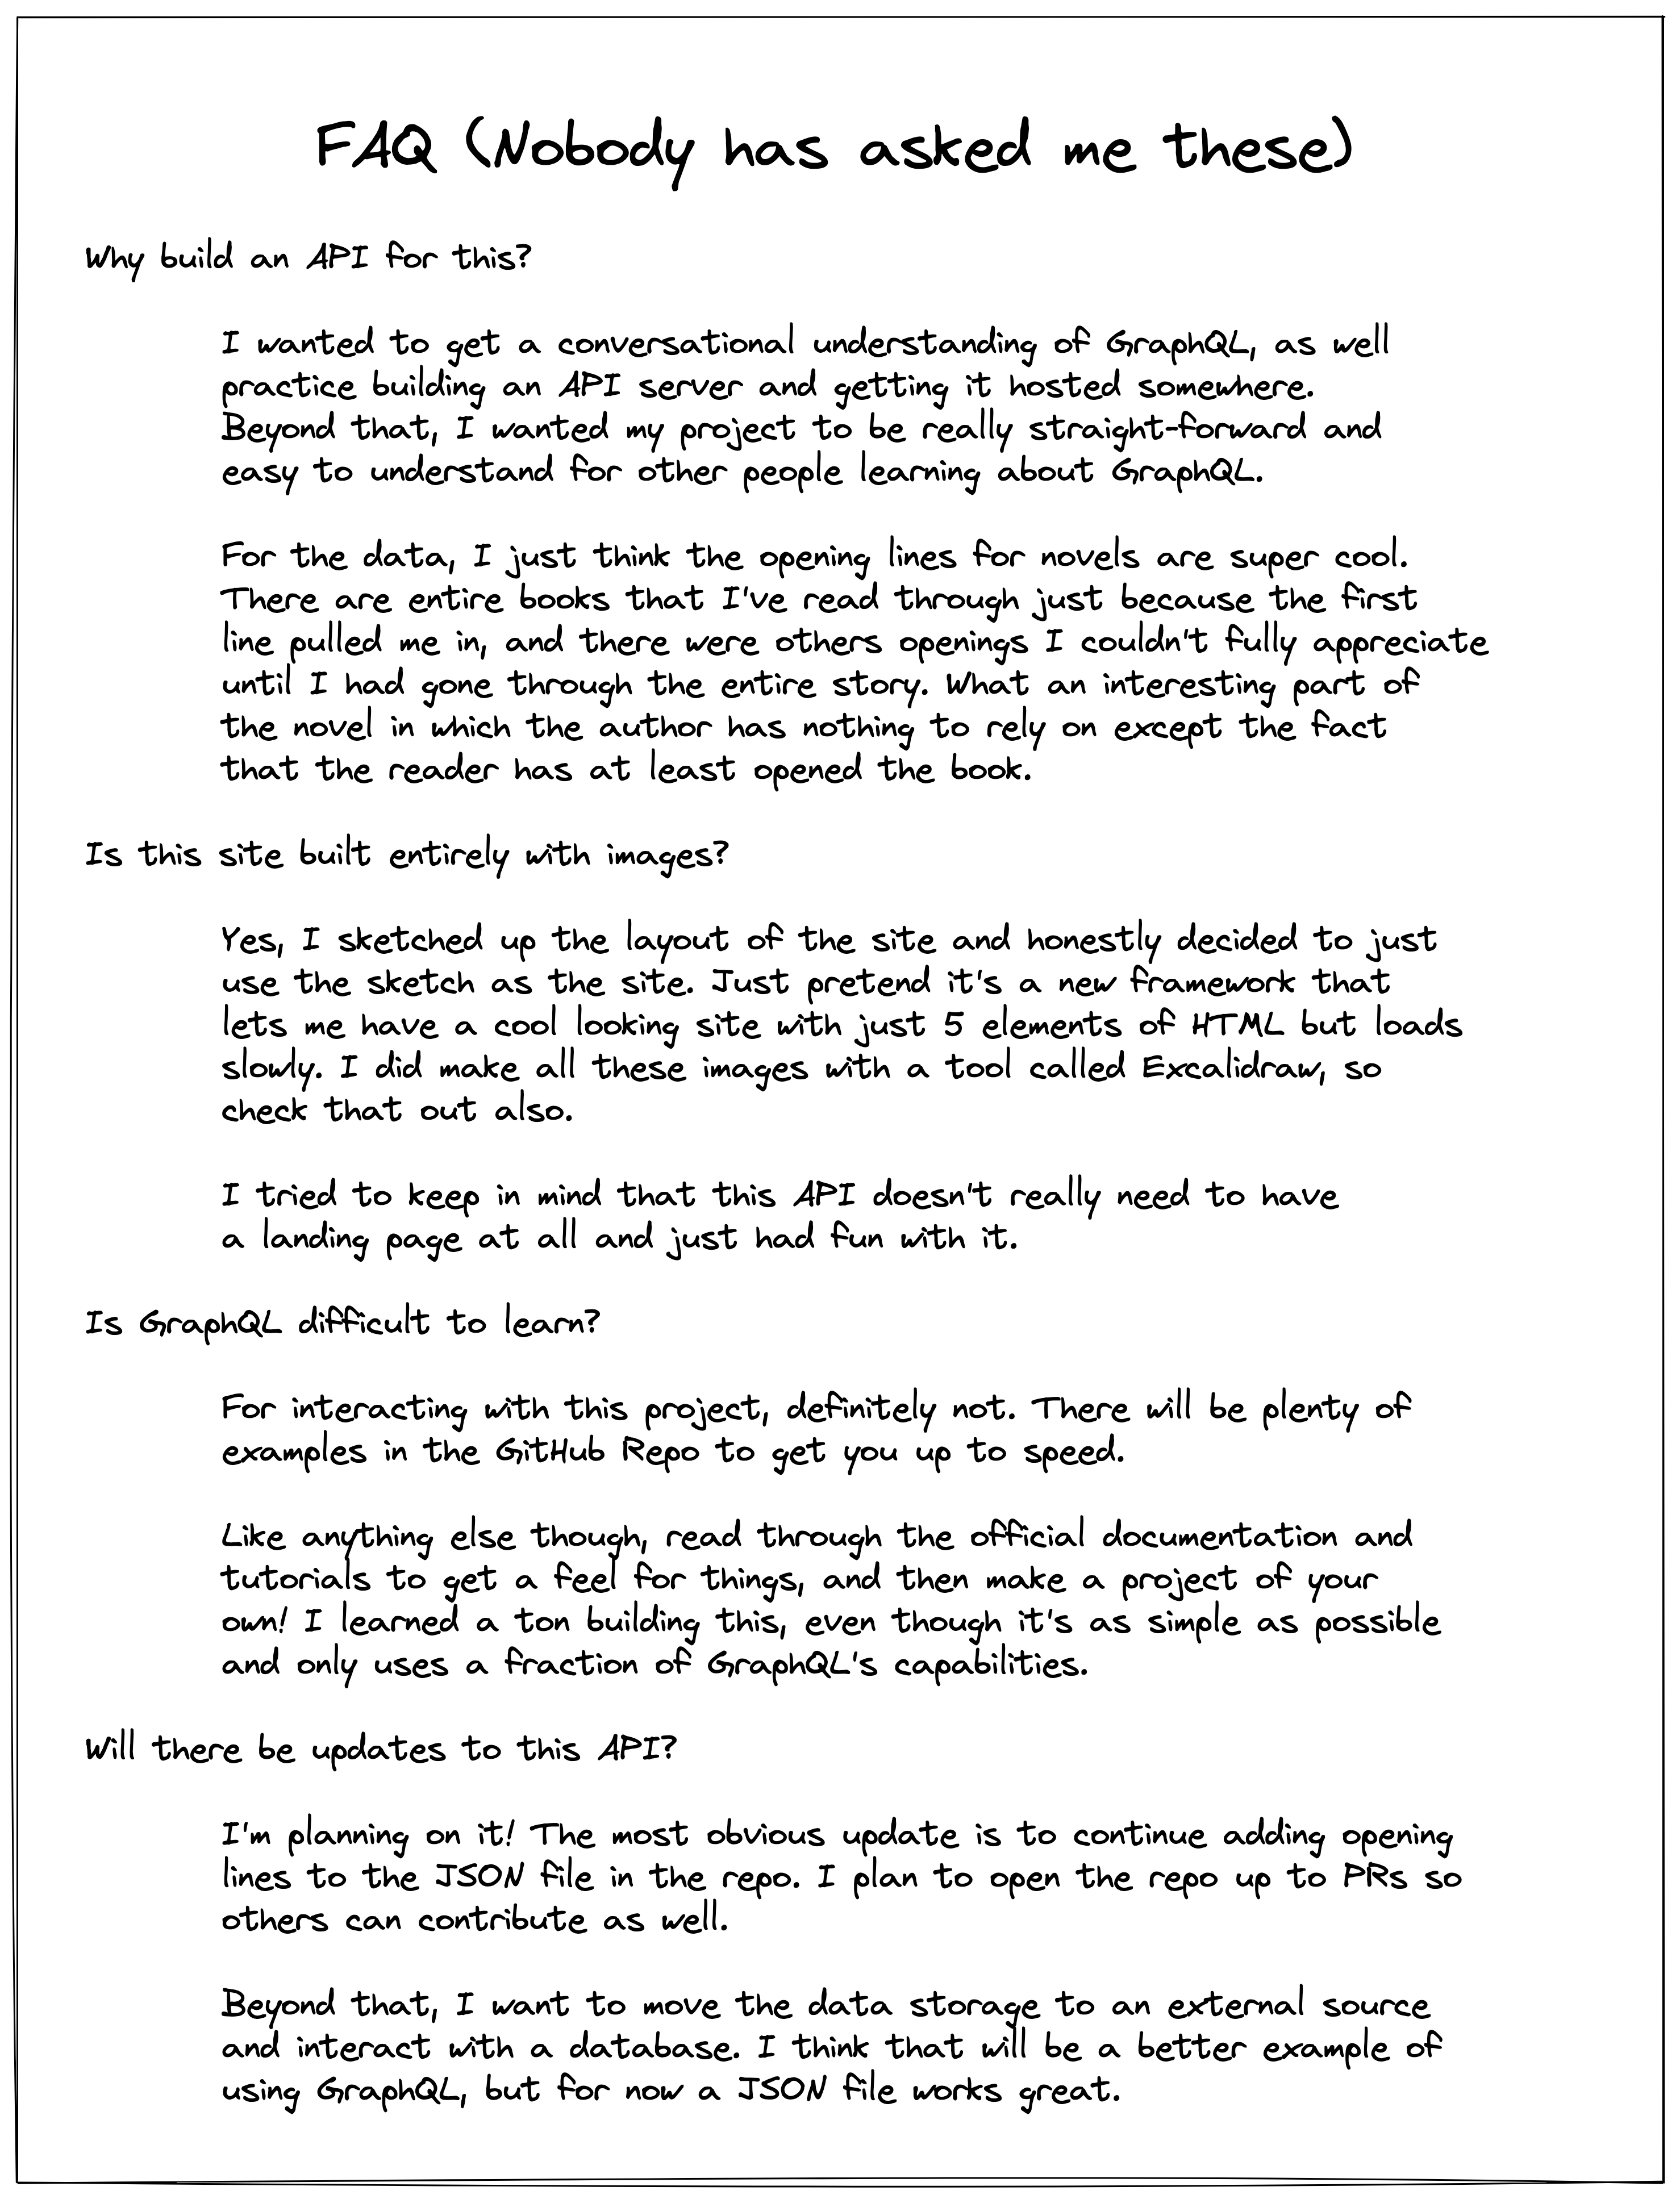 FAQ (Nobody has asked me these)
Why build an API for this?
I wanted to get a conversational understanding of GraphQL, as well
practice building an API server and getting it hosted somewhere.
Beyond that, I wanted my project to be really straight-forward and
easy to understand for other people learning about GraphQL.
For the data, I just think the opening lines for novels are super cool.
There are entire books that I've read through just because the first
line pulled me in, and there were others openings I couldn't fully appreciate
until I had gone through the entire story. What an interesting part of
the novel in which the author has nothing to rely on except the fact
that the reader has at least opened the book.
Is this site built entirely with images?
Yes, I sketched up the layout of the site and honestly decided to just
use the sketch as the site. Just pretend it's a new framework that
lets me have a cool looking site with just 5 elements of HTML but loads
slowly. I did make all these images with a tool called Excalidraw, so
check that out also.
I tried to keep in mind that this API doesn't really need to have
a landing page at all and just had fun with it.
Is GraphQL difficult to learn?
For interacting with this project, definitely not. There will be plenty of
examples in the GitHub Repo to get you up to speed.
Like anything else though, read through the official documentation and
tutorials to get a feel for things, and then make a project of your
own! I learned a ton building this, even though it's as simple as possible
and only uses a fraction of GraphQL's capabilities.
Will there be updates to this API?
I'm planning on it! The most obvious update is to continue adding opening
lines to the JSON file in the repo. I plan to open the repo up to PRs so
others can contribute as well.
Beyond that, I want to move the data storage to an external source
and interact with a database. I think that will be a better example of
using GraphQL, but for now a JSON file works great.